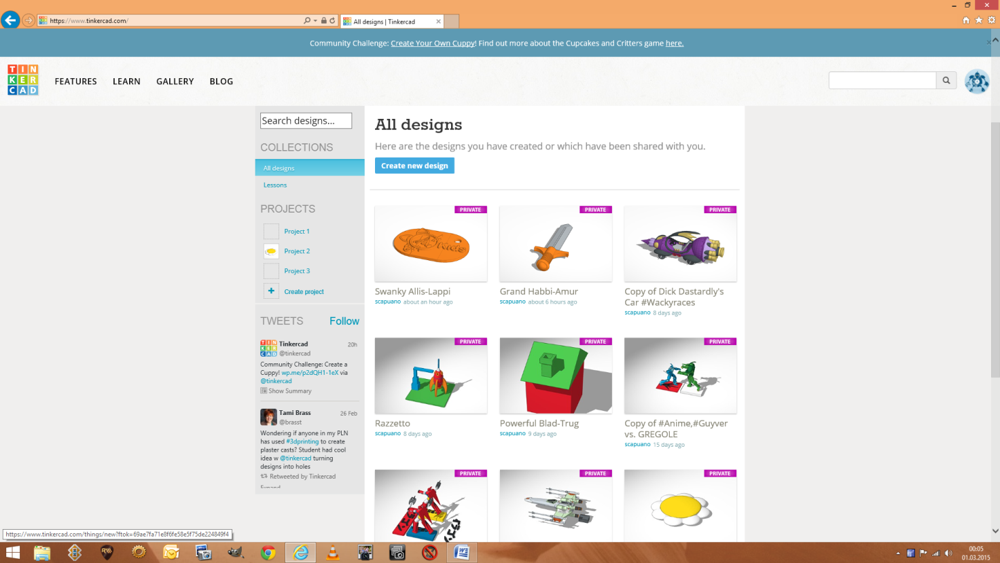 https://www.tinkercad.com/
All designs | Tinkercad
Community Challenge: Create Your Own Cuppy! Find out more about the Cupcakes and Critters game here.
TINKERCAD
FEATURES LEARN GALLERY BLOG
Search designs...
COLLECTIONS
All designs
Lessons
PROJECTS
Project 1
Project 2
Project 3
Create project
TWEETS Follow
Tinkercad 20h
@tinkercad
Community Challenge: Create a
Cuppy! wp.me/p2dQH1-1eX via
@tinkercad
Show Summary
Tami Brass 26 Feb
@brasst
Wondering if anyone in my PLN
has used #3dprinting to create
plaster casts? Student had cool
idea w @tinkercad turning
designs into holes
Retweeted by Tinkercad
Expand
All designs
Here are the designs you have created or which have been shared with you.
Create new design
PRIVATE PRIVATE PRIVATE
Swanky Allis-Lappi
scapuano about an hour ago
Grand Habbi-Amur
scapuano about 6 hours ago
Copy of Dick Dastardly's
Car #Wackyraces
scapuano 8 days ago
PRIVATE PRIVATE PRIVATE
Razzetto
scapuano 8 days ago
Powerful Blad-Trug
scapuano 9 days ago
Copy of #Anime,#Guyver
vs. GREGOLE
scapuano 15 days ago
PRIVATE PRIVATE PRIVATE
https://www.tinkercad.com/things/new?ftok=69ae7fa71e8f6fe58e5f75de224849f4
00:05
01.03.2015